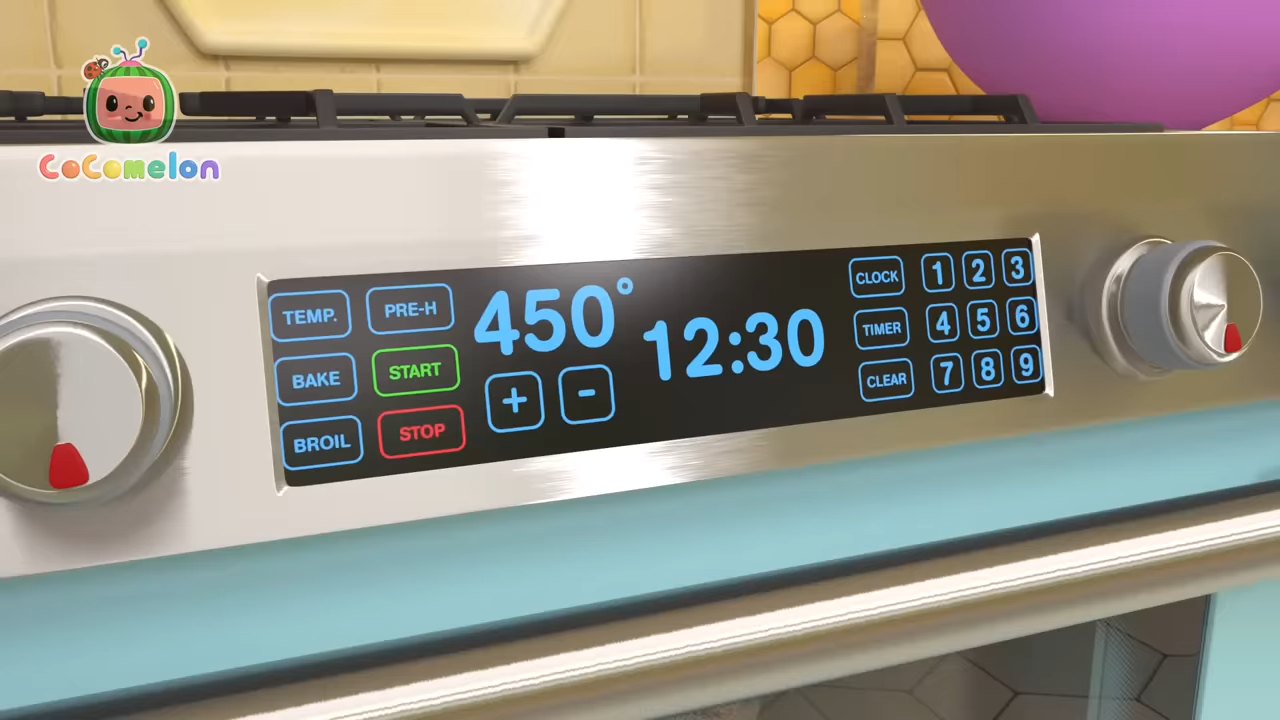 CoComelon
TEMP. PRE-H
BAKE START
BROIL STOP
450°
+ -
12:30
CLOCK 1 2 3
TIMER 4 5 6
CLEAR 7 8 9